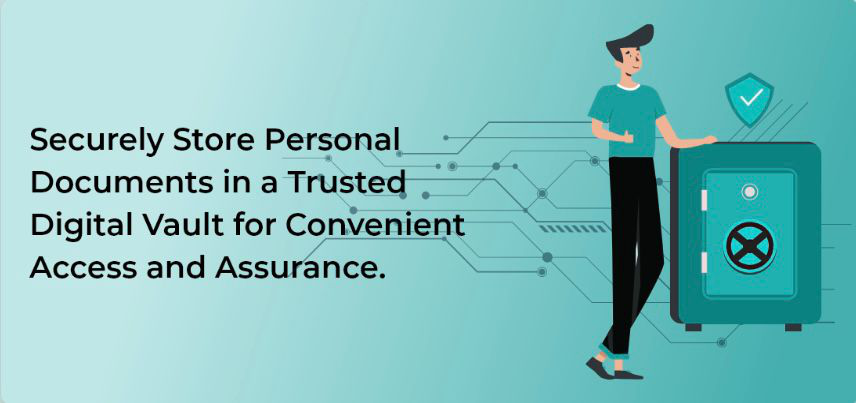 Securely Store Personal
Documents in a Trusted
Digital Vault for Convenient
Access and Assurance.